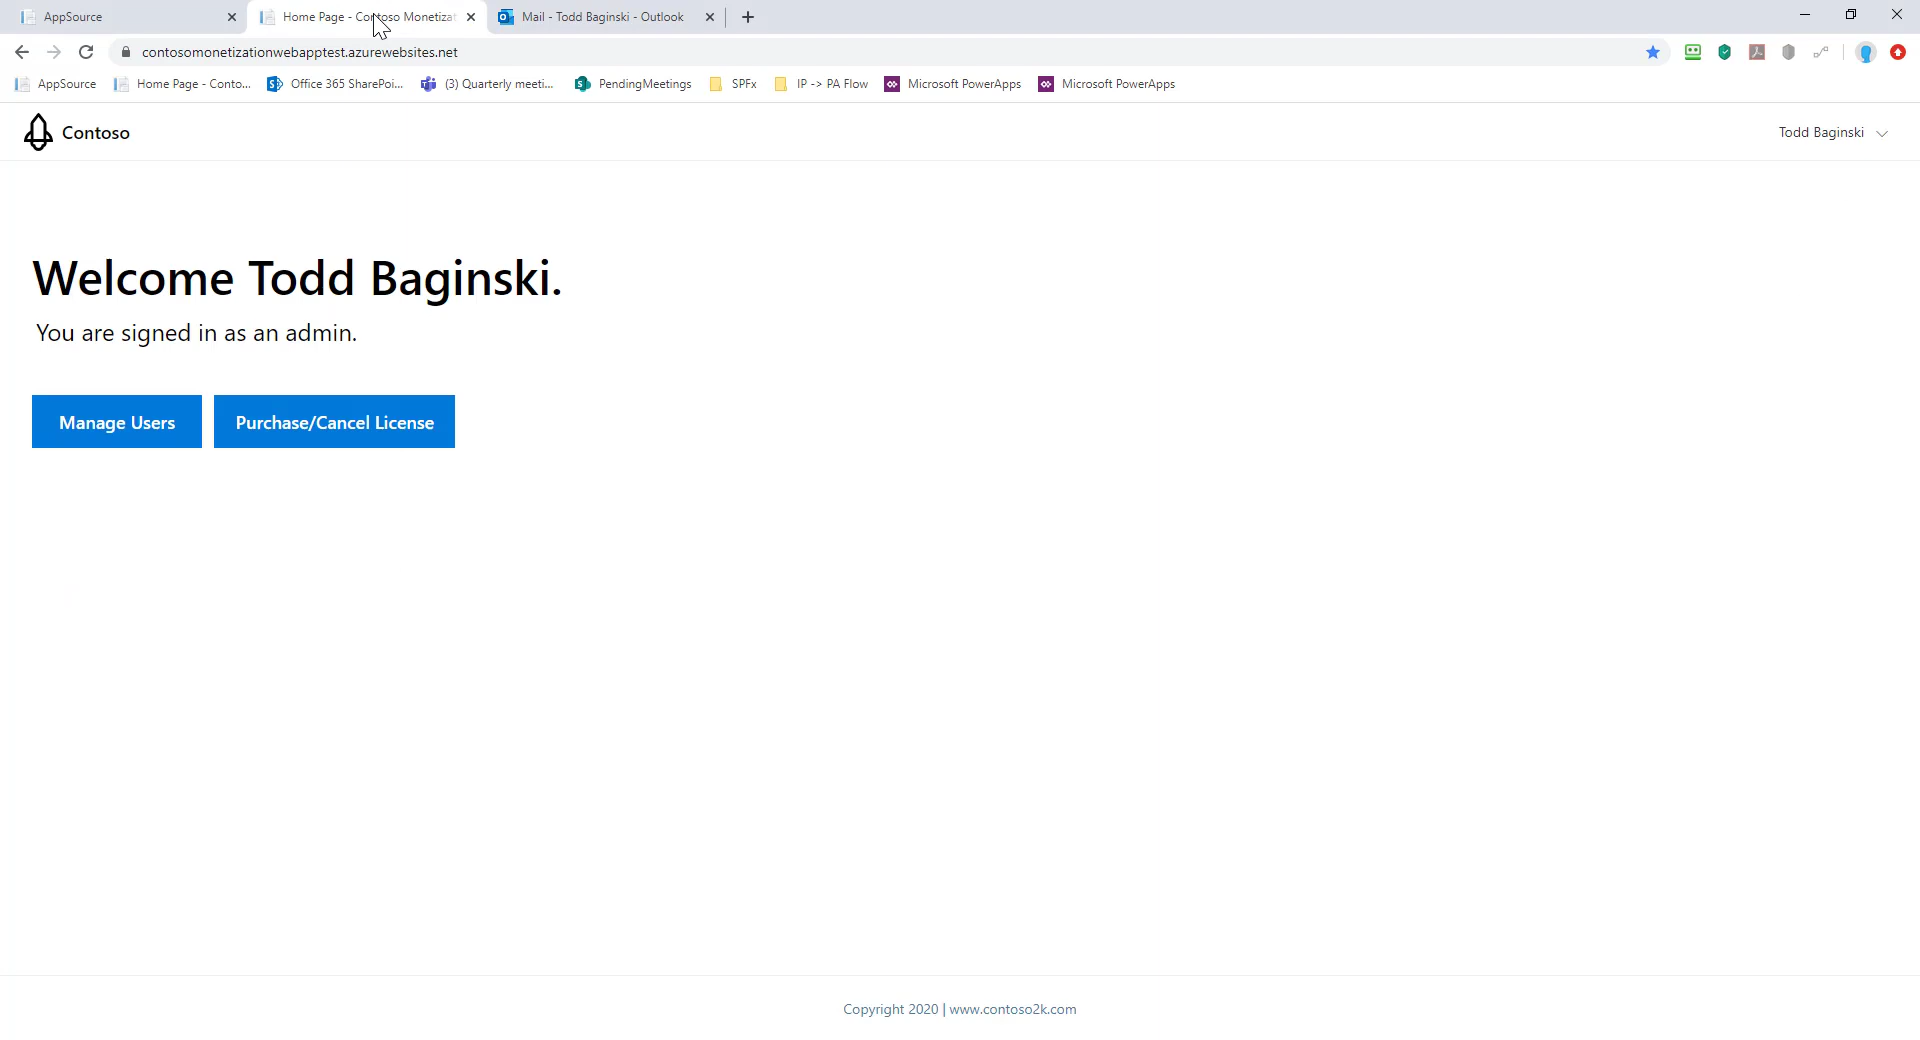 AppSource
Home Page - Contoso Monetizat
Mail - Todd Baginski - Outlook
contosomonetizationwebapptest.azurewebsites.net
AppSource
Home Page - Conto...
Office 365 SharePoi...
(3) Quarterly meeti...
PendingMeetings
SPFx
IP -> PA Flow
Microsoft PowerApps
Microsoft PowerApps
Contoso
Todd Baginski
Welcome Todd Baginski.
You are signed in as an admin.
Manage Users
Purchase/Cancel License
Copyright 2020 | www.contoso2k.com